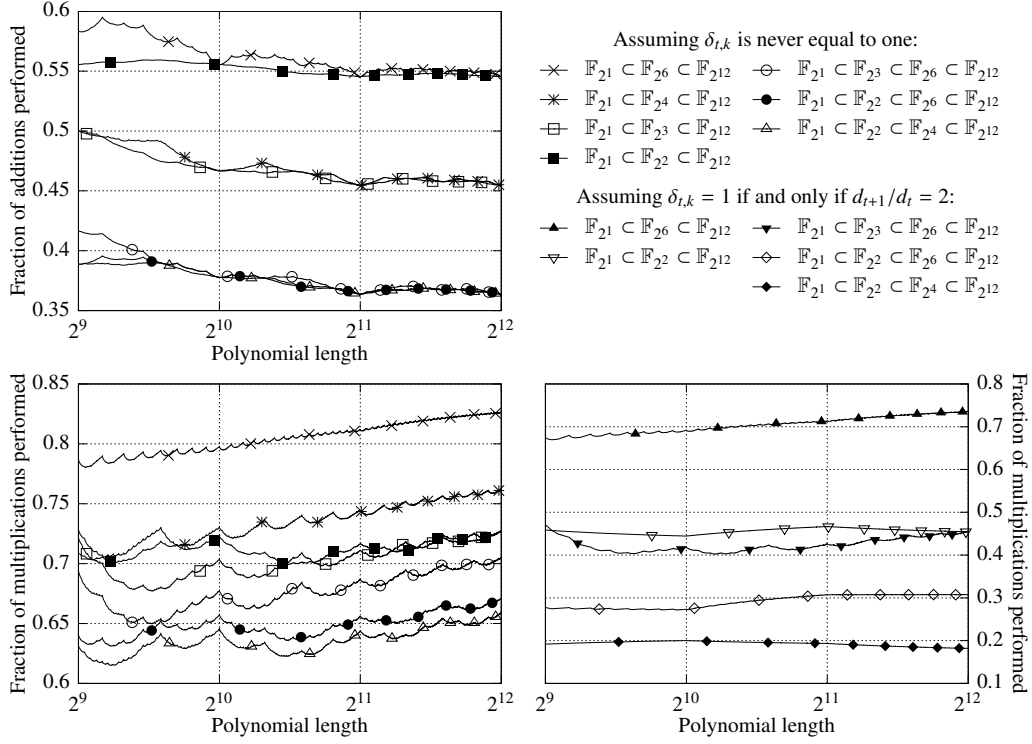 0.6
0.55
0.5
0.45
0.4
0.35
Fraction of additions performed
2^9 2^10 2^11 2^12
Polynomial length
Assuming δ_{t,k} is never equal to one:
𝔽_{2^1} ⊂ 𝔽_{2^6} ⊂ 𝔽_{2^12} 𝔽_{2^1} ⊂ 𝔽_{2^3} ⊂ 𝔽_{2^6} ⊂ 𝔽_{2^12}
𝔽_{2^1} ⊂ 𝔽_{2^4} ⊂ 𝔽_{2^12} 𝔽_{2^1} ⊂ 𝔽_{2^2} ⊂ 𝔽_{2^6} ⊂ 𝔽_{2^12}
𝔽_{2^1} ⊂ 𝔽_{2^3} ⊂ 𝔽_{2^12} 𝔽_{2^1} ⊂ 𝔽_{2^2} ⊂ 𝔽_{2^4} ⊂ 𝔽_{2^12}
𝔽_{2^1} ⊂ 𝔽_{2^2} ⊂ 𝔽_{2^12}
Assuming δ_{t,k} = 1 if and only if d_{t+1}/d_t = 2:
𝔽_{2^1} ⊂ 𝔽_{2^6} ⊂ 𝔽_{2^12} 𝔽_{2^1} ⊂ 𝔽_{2^3} ⊂ 𝔽_{2^6} ⊂ 𝔽_{2^12}
𝔽_{2^1} ⊂ 𝔽_{2^2} ⊂ 𝔽_{2^12} 𝔽_{2^1} ⊂ 𝔽_{2^2} ⊂ 𝔽_{2^6} ⊂ 𝔽_{2^12}
𝔽_{2^1} ⊂ 𝔽_{2^2} ⊂ 𝔽_{2^4} ⊂ 𝔽_{2^12}
0.85
0.8
0.75
0.7
0.65
0.6
Fraction of multiplications performed
2^9 2^10 2^11 2^12
Polynomial length
0.8
0.7
0.6
0.5
0.4
0.3
0.2
0.1
Fraction of multiplications performed
2^9 2^10 2^11 2^12
Polynomial length